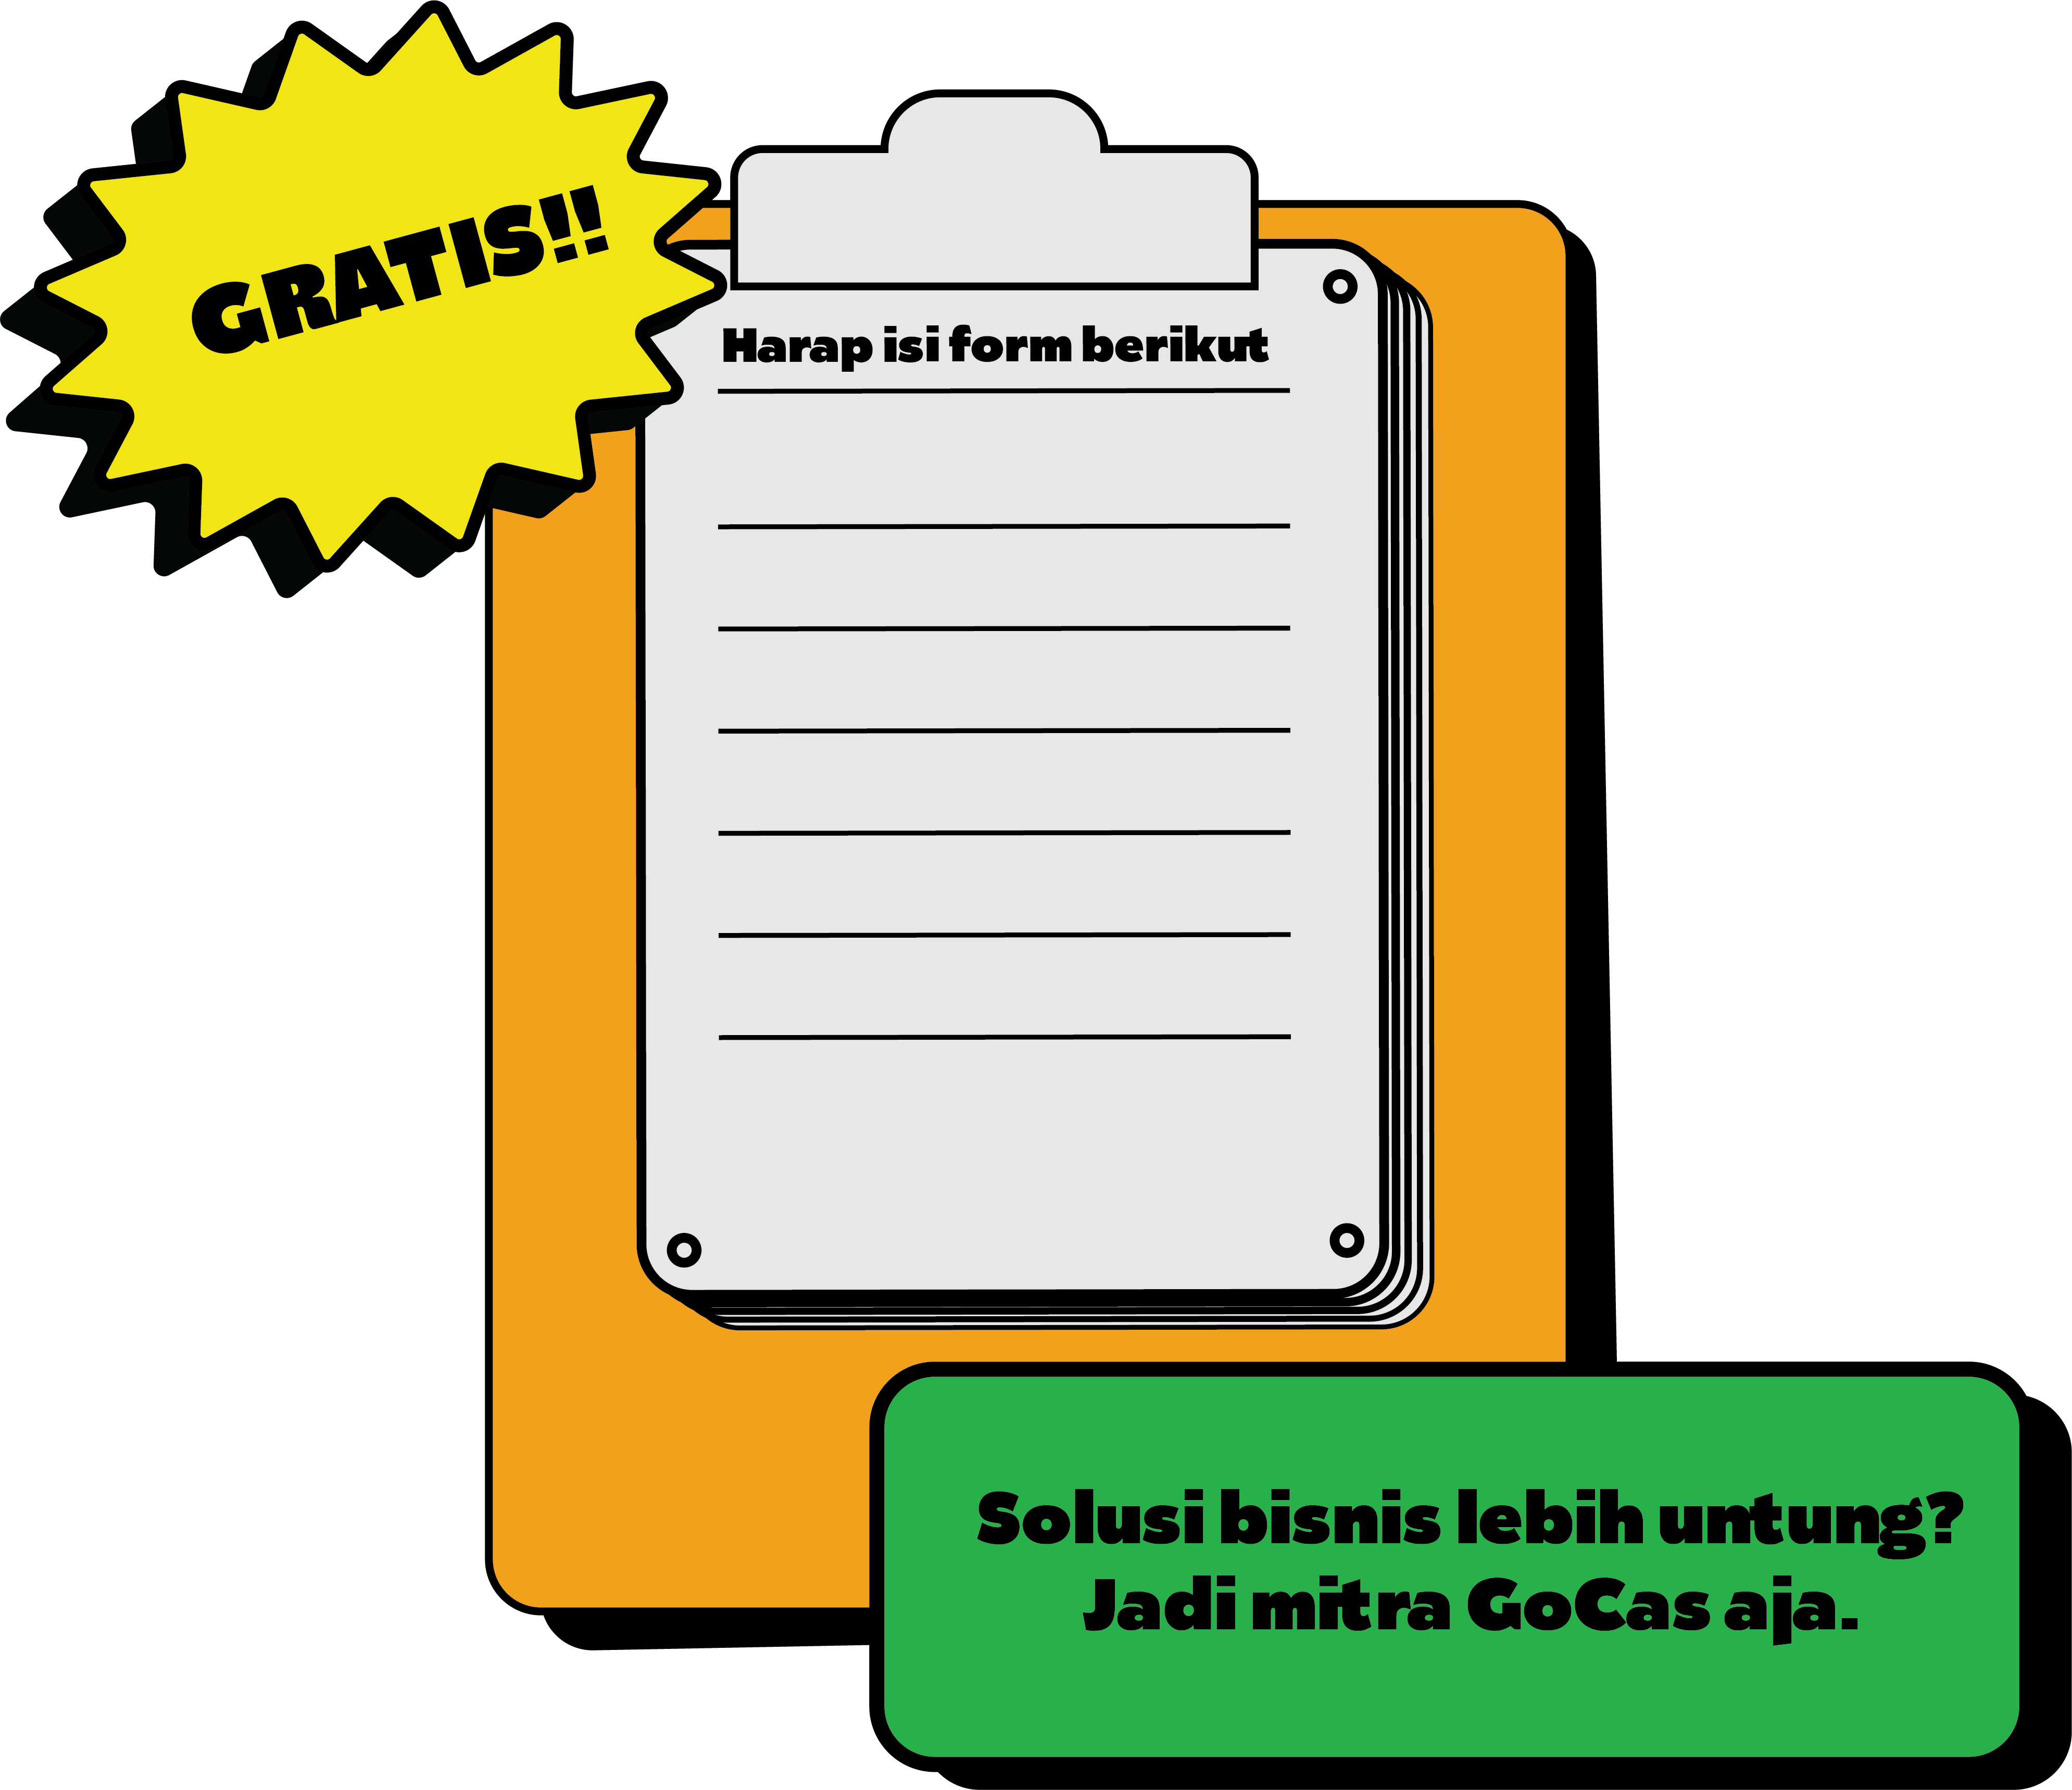 GRATIS!!
Harap isi form berikut
Solusi bisnis lebih untung?
Jadi mitra GoCas aja..